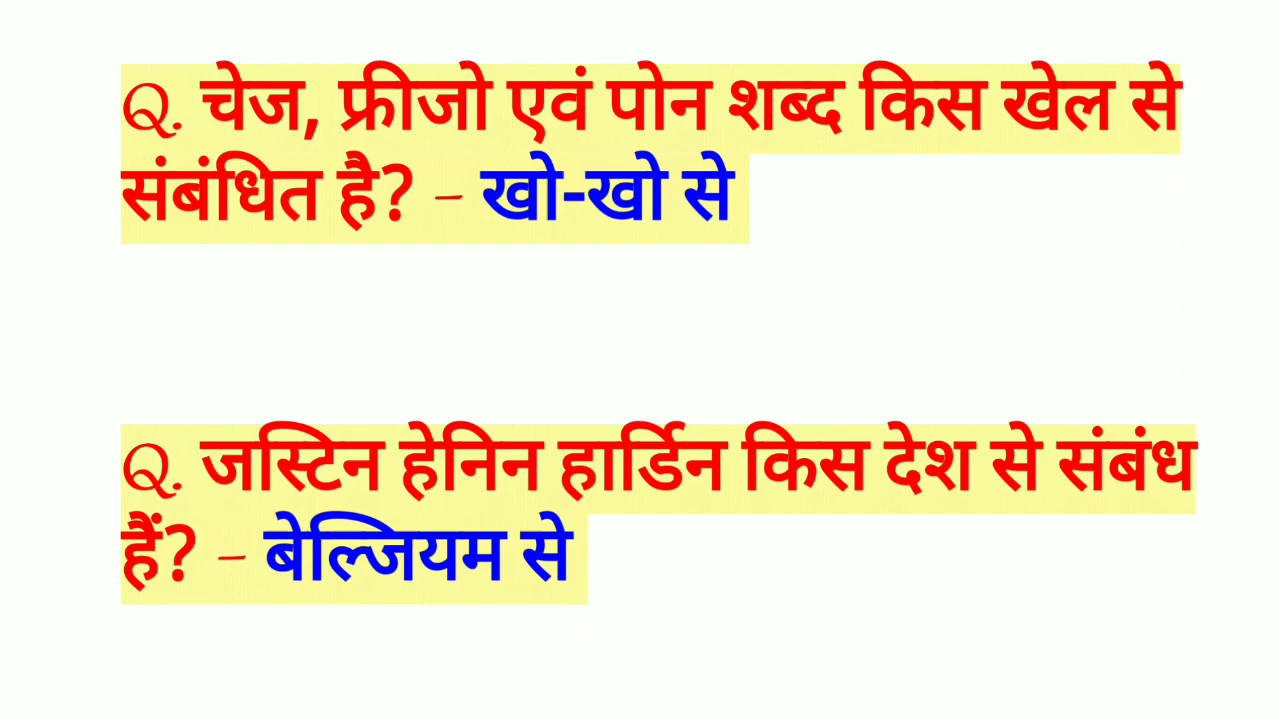 Q. चेज, फ्रीजो एवं पोन शब्द किस खेल से
संबंधित है? – खो-खो से
Q. जस्टिन हेनिन हार्डिन किस देश से संबंध
हैं? – बेल्जियम से